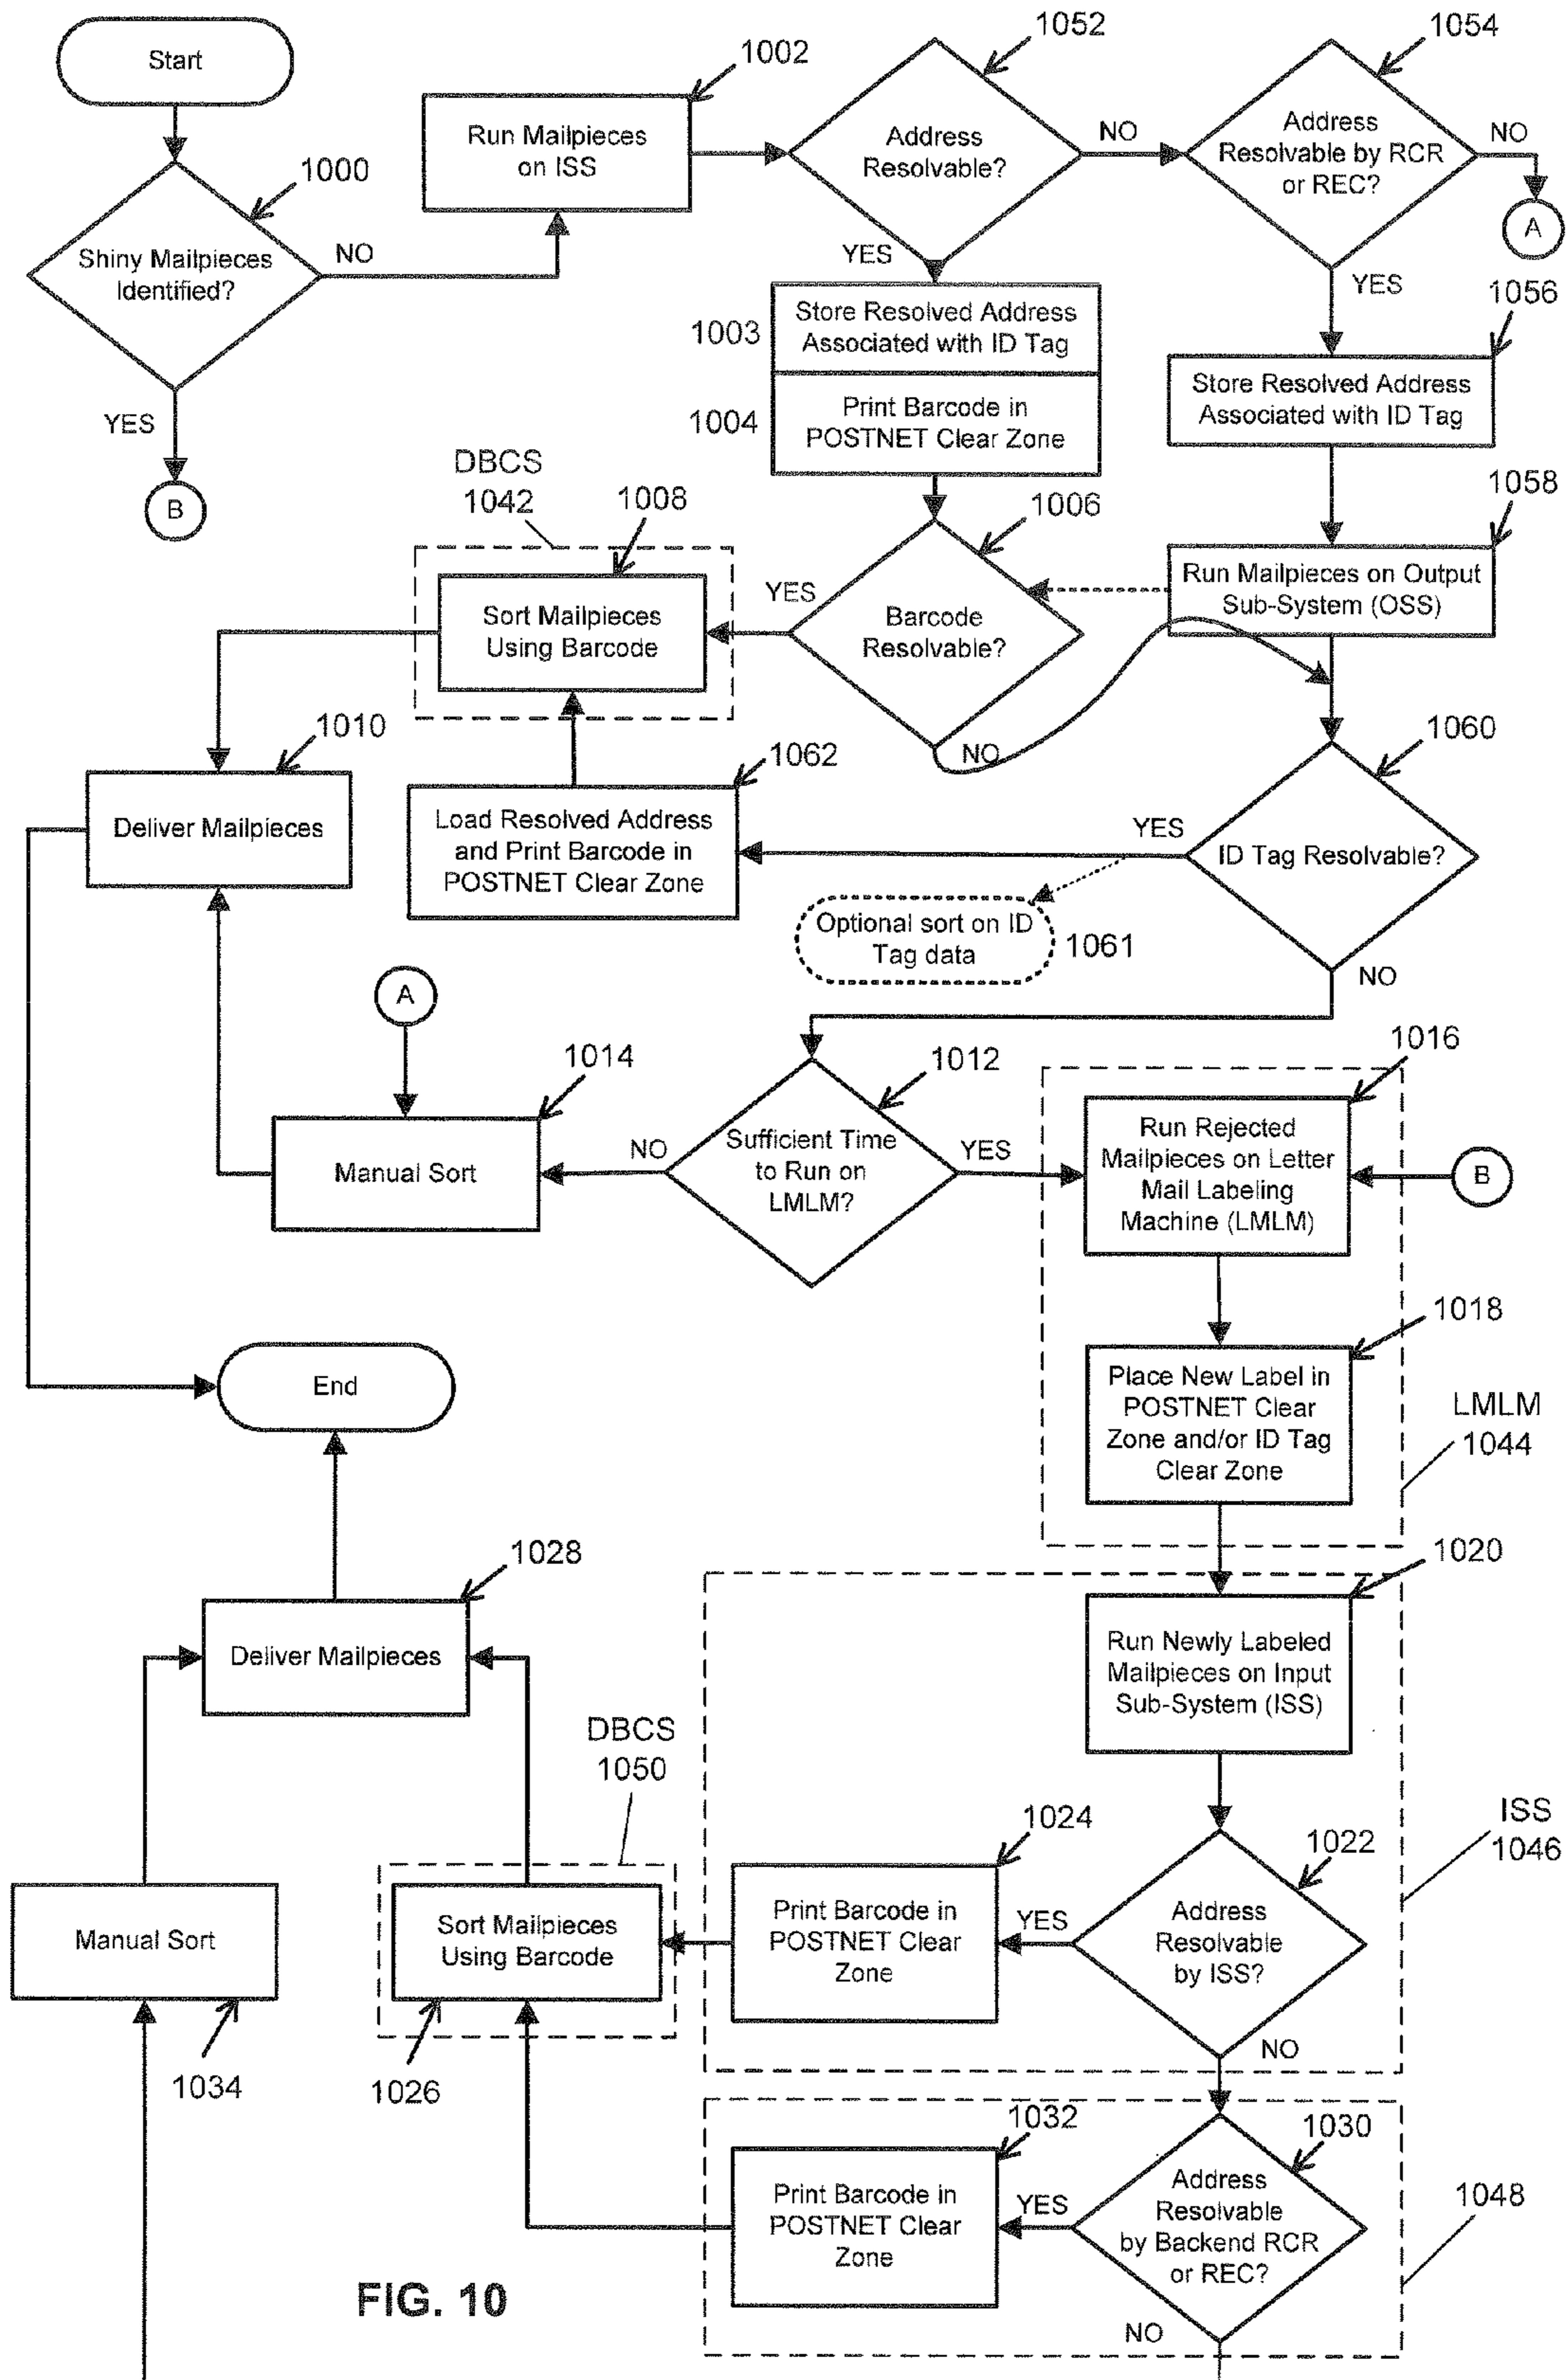 Start
1000
Shiny Mailpieces
Identified?
NO
YES
B
1002
Run Mailpieces
on ISS
1052
Address
Resolvable?
NO
YES
1054
Address
Resolvable by RCR
or REC?
NO
A
YES
1003
Store Resolved Address
Associated with ID Tag
1004
Print Barcode in
POSTNET Clear Zone
1056
Store Resolved Address
Associated with ID Tag
1058
Run Mailpieces on Output
Sub-System (OSS)
DBCS
1042
1008
Sort Mailpieces
Using Barcode
YES
1006
Barcode
Resolvable?
NO
1010
Deliver Mailpieces
1062
Load Resolved Address
and Print Barcode in
POSTNET Clear Zone
YES
1060
ID Tag Resolvable?
NO
Optional sort on ID
Tag data
1061
A
1014
Manual Sort
NO
1012
Sufficient Time
to Run on
LMLM?
YES
1016
Run Rejected
Mailpieces on Letter
Mail Labeling
Machine (LMLM)
B
1018
Place New Label in
POSTNET Clear
Zone and/or ID Tag
Clear Zone
LMLM
1044
End
1028
Deliver Mailpieces
1020
Run Newly Labeled
Mailpieces on Input
Sub-System (ISS)
DBCS
1050
1024
Print Barcode in
POSTNET Clear
Zone
YES
1022
Address
Resolvable
by ISS?
NO
ISS
1046
Manual Sort
1034
Sort Mailpieces
Using Barcode
1026
1032
Print Barcode in
POSTNET Clear
Zone
YES
1030
Address
Resolvable
by Backend RCR
or REC?
NO
1048
FIG. 10